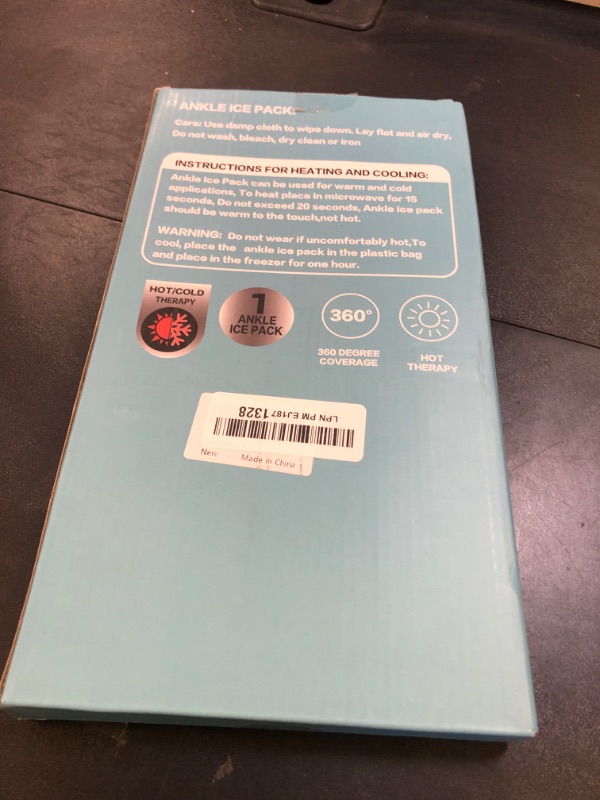 ANKLE ICE PACK:
Care: Use damp cloth to wipe down. Lay flat and air dry,
Do not wash, bleach, dry clean or iron
INSTRUCTIONS FOR HEATING AND COOLING:
Ankle Ice Pack can be used for warm and cold
applications, To heat place in microwave for 15
seconds, Do not exceed 20 seconds, Ankle ice pack
should be warm to the touch,not hot.
WARNING: Do not wear if uncomfortably hot,To
cool, place the ankle ice pack in the plastic bag
and place in the freezer for one hour.
HOT/COLD
THERAPY
1
ANKLE
ICE PACK
360°
360 DEGREE
COVERAGE
HOT
THERAPY
LPN PM EJ187 1328
New
Made in China